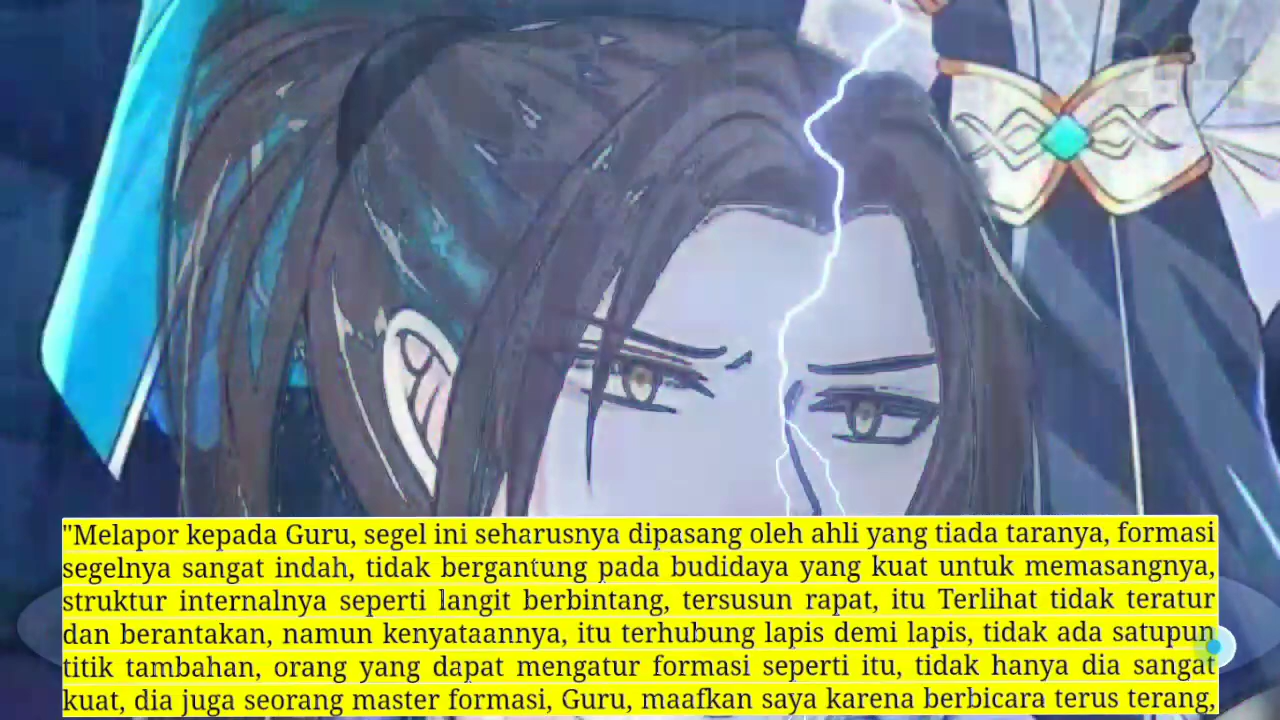 "Melapor kepada Guru, segel ini seharusnya dipasang oleh ahli yang tiada taranya, formasi
segelnya sangat indah, tidak bergantung pada budidaya yang kuat untuk memasangnya,
struktur internalnya seperti langit berbintang, tersusun rapat, itu Terlihat tidak teratur
dan berantakan, namun kenyataannya, itu terhubung lapis demi lapis, tidak ada satupun
titik tambahan, orang yang dapat mengatur formasi seperti itu, tidak hanya dia sangat
kuat, dia juga seorang master formasi, Guru, maafkan saya karena berbicara terus terang,